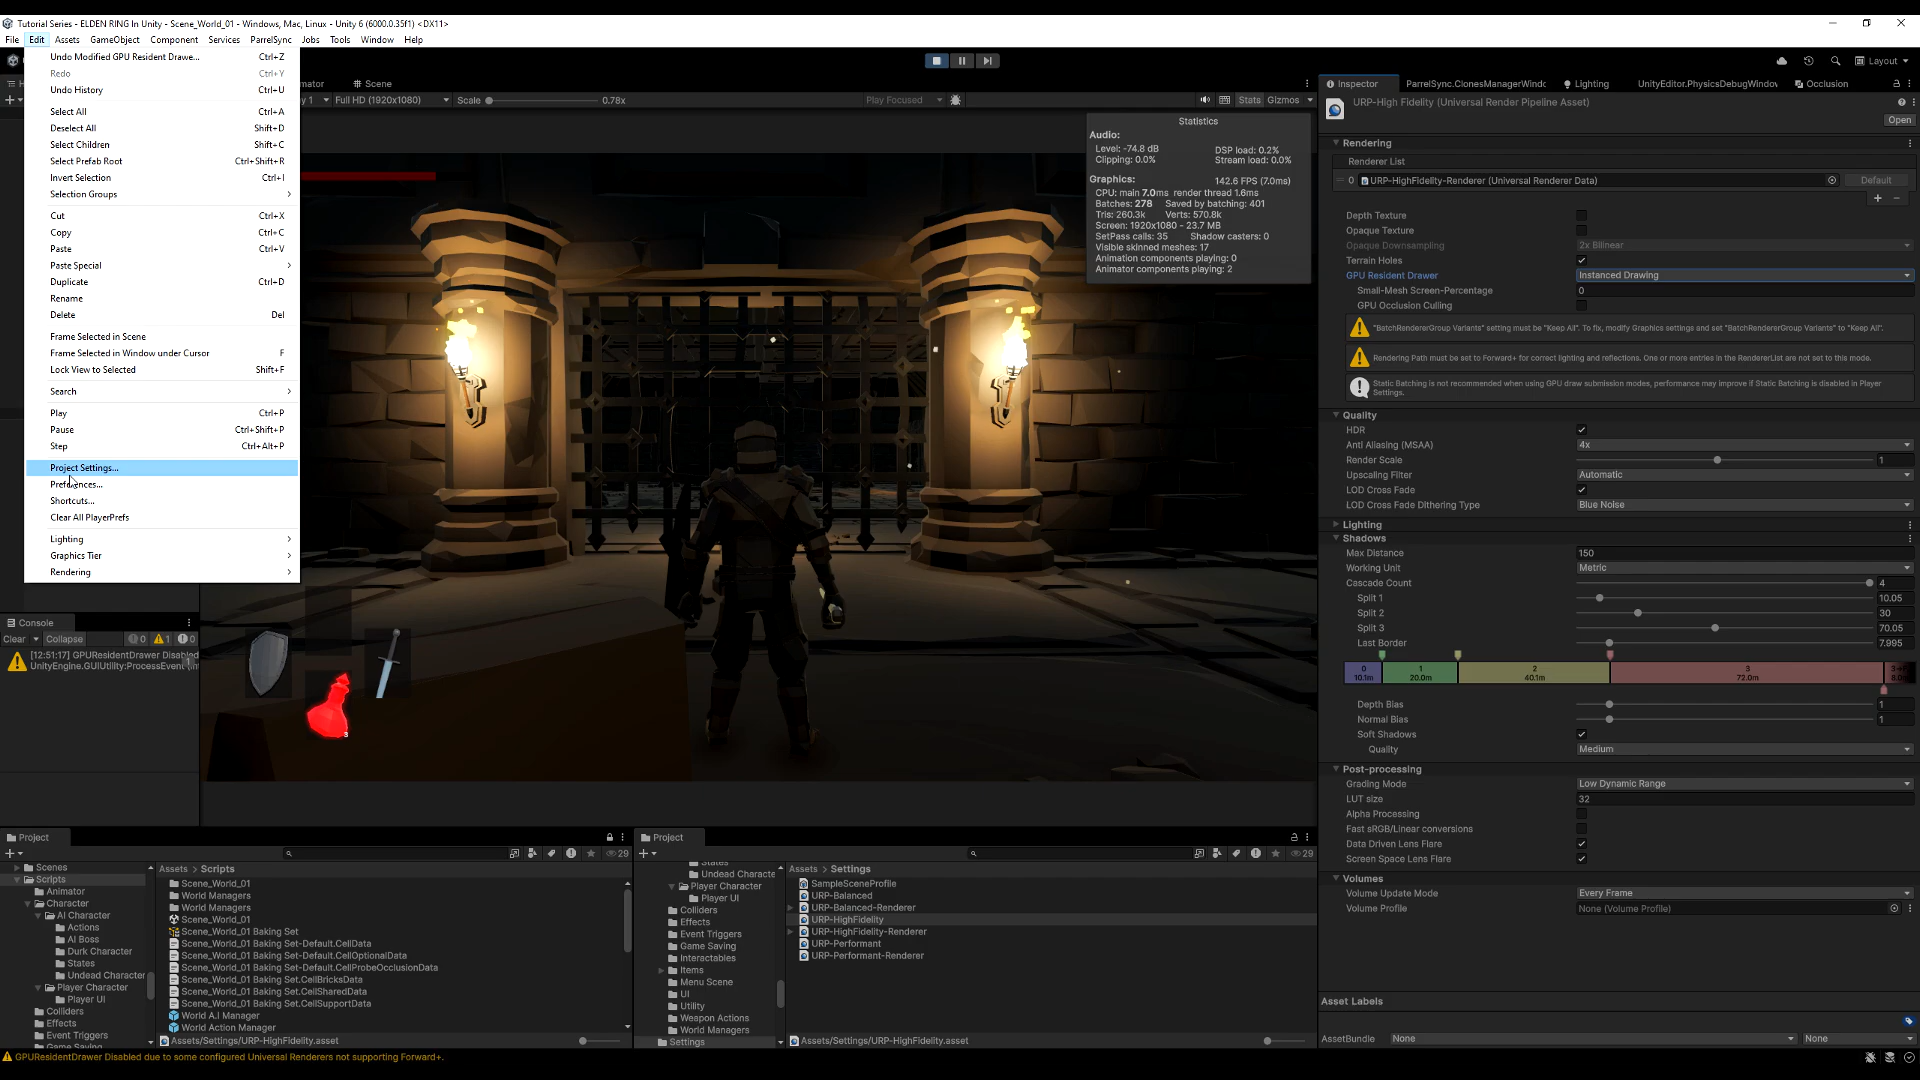 Tutorial Series - ELDEN RING In Unity - Scene_World_01 - Windows, Mac, Linux - Unity 6 (6000.0.35f1) <DX11>
File Edit Assets GameObject Component Services ParrelSync Jobs Tools Window Help
Undo Modified GPU Resident Drawe... Ctrl+Z
Redo Ctrl+Y
Undo History Ctrl+U
Select All Ctrl+A
Deselect All Shift+D
Select Children Shift+C
Select Prefab Root Ctrl+Shift+R
Invert Selection Ctrl+I
Selection Groups
Cut Ctrl+X
Copy Ctrl+C
Paste Ctrl+V
Paste Special
Duplicate Ctrl+D
Rename
Delete Del
Frame Selected in Scene
Frame Selected in Window under Cursor F
Lock View to Selected Shift+F
Search
Play Ctrl+P
Pause Ctrl+Shift+P
Step Ctrl+Alt+P
Project Settings...
Preferences...
Shortcuts...
Clear All PlayerPrefs
Lighting
Graphics Tier
Rendering
Layout
Scene
Full HD (1920x1080) Scale 0.78x Play Focused Stats Gizmos
Statistics
Audio:
Level: -74.8 dB DSP load: 0.2%
Clipping: 0.0% Stream load: 0.0%
Graphics: 142.6 FPS (7.0ms)
CPU: main 7.0ms render thread 1.6ms
Batches: 278 Saved by batching: 401
Tris: 260.3k Verts: 570.8k
Screen: 1920x1080 - 23.7 MB
SetPass calls: 35 Shadow casters: 0
Visible skinned meshes: 17
Animation components playing: 0
Animator components playing: 2
3
Inspector ParrelSync.ClonesManagerWindc Lighting UnityEditor.PhysicsDebugWindov Occlusion
URP-High Fidelity (Universal Render Pipeline Asset)
Open
Rendering
Renderer List
0 URP-HighFidelity-Renderer (Universal Renderer Data) Default
Depth Texture
Opaque Texture
Opaque Downsampling 2x Bilinear
Terrain Holes
GPU Resident Drawer Instanced Drawing
Small-Mesh Screen-Percentage 0
GPU Occlusion Culling
"BatchRendererGroup Variants" setting must be "Keep All". To fix, modify Graphics settings and set "BatchRendererGroup Variants" to "Keep All".
Rendering Path must be set to Forward+ for correct lighting and reflections. One or more entries in the RendererList are not set to this mode.
Static Batching is not recommended when using GPU draw submission modes, performance may improve if Static Batching is disabled in Player
Settings.
Quality
HDR
Anti Aliasing (MSAA) 4x
Render Scale 1
Upscaling Filter Automatic
LOD Cross Fade
LOD Cross Fade Dithering Type Blue Noise
Lighting
Shadows
Max Distance 150
Working Unit Metric
Cascade Count 4
Split 1 10.05
Split 2 30
Split 3 70.05
Last Border 7.995
0 1 2 3
10.1m 20.0m 40.1m 72.0m
Depth Bias 1
Normal Bias 1
Soft Shadows
Quality Medium
Post-processing
Grading Mode Low Dynamic Range
LUT size 32
Alpha Processing
Fast sRGB/Linear conversions
Data Driven Lens Flare
Screen Space Lens Flare
Volumes
Volume Update Mode Every Frame
Volume Profile None (Volume Profile)
Asset Labels
AssetBundle None None
Console
Clear Collapse 0 1 0
[12:51:17] GPUResidentDrawer Disabled
UnityEngine.GUIUtility:ProcessEvent 1
Project
29
Scenes
Scripts
Animator
Character
AI Character
Actions
AI Boss
Durk Character
States
Undead Character
Player Character
Player UI
Colliders
Effects
Event Triggers
Game Saving
Assets > Scripts
Scene_World_01
World Managers
World Managers
Scene_World_01
Scene_World_01 Baking Set
Scene_World_01 Baking Set-Default.CellData
Scene_World_01 Baking Set-Default.CellOptionalData
Scene_World_01 Baking Set-Default.CellProbeOcclusionData
Scene_World_01 Baking Set.CellBricksData
Scene_World_01 Baking Set.CellSharedData
Scene_World_01 Baking Set.CellSupportData
World A.I Manager
World Action Manager
Assets/Settings/URP-HighFidelity.asset
Project
29
States
Undead Characte
Player Character
Player UI
Colliders
Effects
Event Triggers
Game Saving
Interactables
Items
Menu Scene
UI
Utility
Weapon Actions
World Managers
Settings
Assets > Settings
SampleSceneProfile
URP-Balanced
URP-Balanced-Renderer
URP-HighFidelity
URP-HighFidelity-Renderer
URP-Performant
URP-Performant-Renderer
Assets/Settings/URP-HighFidelity.asset
GPUResidentDrawer Disabled due to some configured Universal Renderers not supporting Forward+.